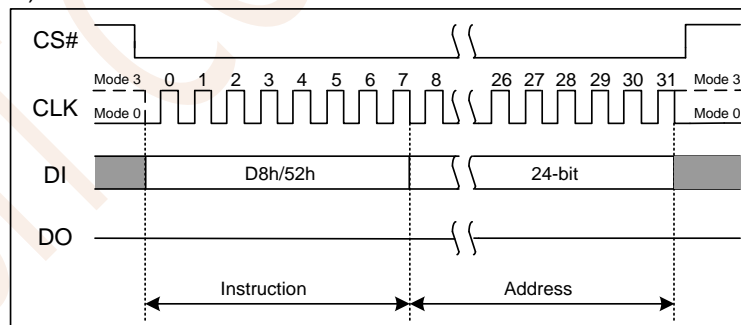 CS#
Mode 3 0 1 2 3 4 5 6 7 8 26 27 28 29 30 31 Mode 3
CLK
Mode 0 Mode 0
DI D8h/52h 24-bit
DO
Instruction Address